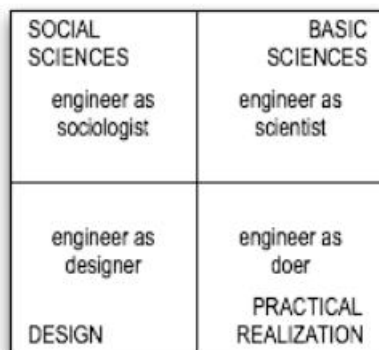 SOCIAL
SCIENCES
engineer as
sociologist
BASIC
SCIENCES
engineer as
scientist
engineer as
designer
DESIGN
engineer as
doer
PRACTICAL
REALIZATION